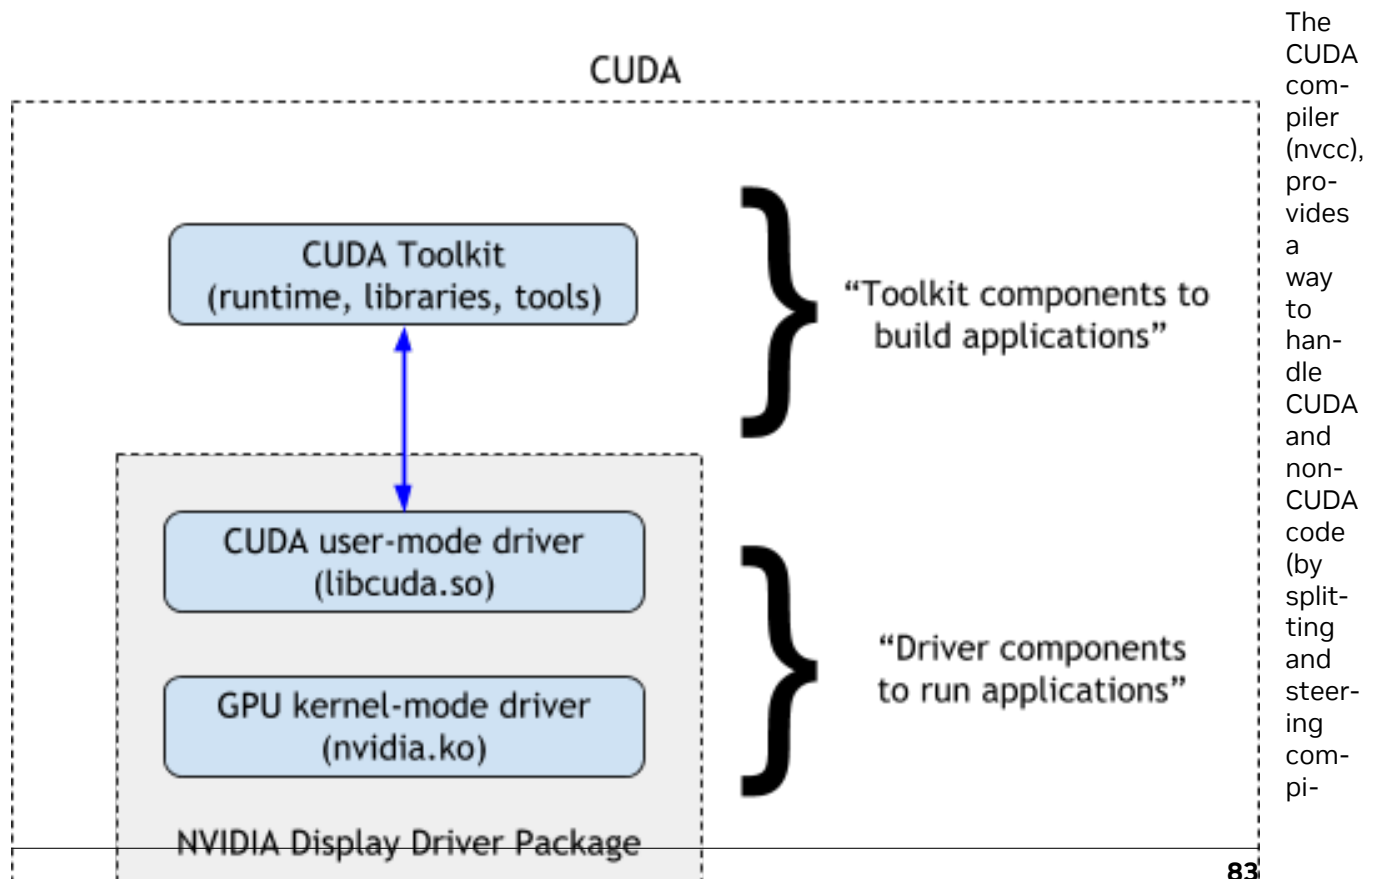 CUDA
CUDA Toolkit
(runtime, libraries, tools)
“Toolkit components to
build applications”
CUDA user-mode driver
(libcuda.so)
GPU kernel-mode driver
(nvidia.ko)
“Driver components
to run applications”
NVIDIA Display Driver Package
The
CUDA
com-
piler
(nvcc),
pro-
vides
a
way
to
han-
dle
CUDA
and
non-
CUDA
code
(by
split-
ting
and
steer-
ing
com-
pi-
83